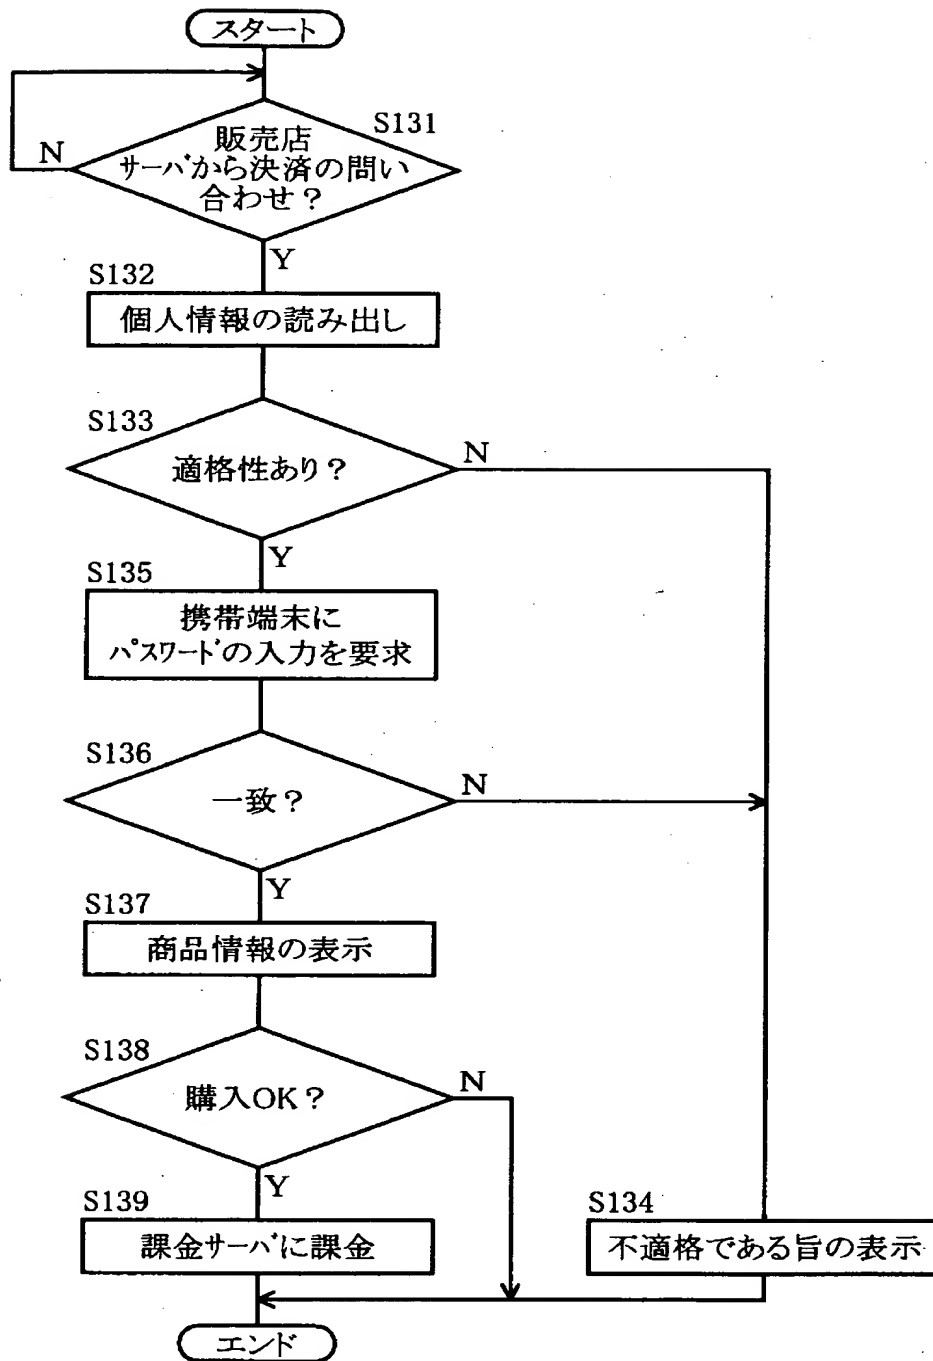 スタート
S131
販売店
サーバから決済の問い
合わせ？
N
Y
S132
個人情報の読み出し
S133
適格性あり？
N
Y
S135
携帯端末に
パスワードの入力を要求
S136
一致？
N
Y
S137
商品情報の表示
S138
購入OK？
N
Y
S139
課金サーバに課金
S134
不適格である旨の表示
エンド